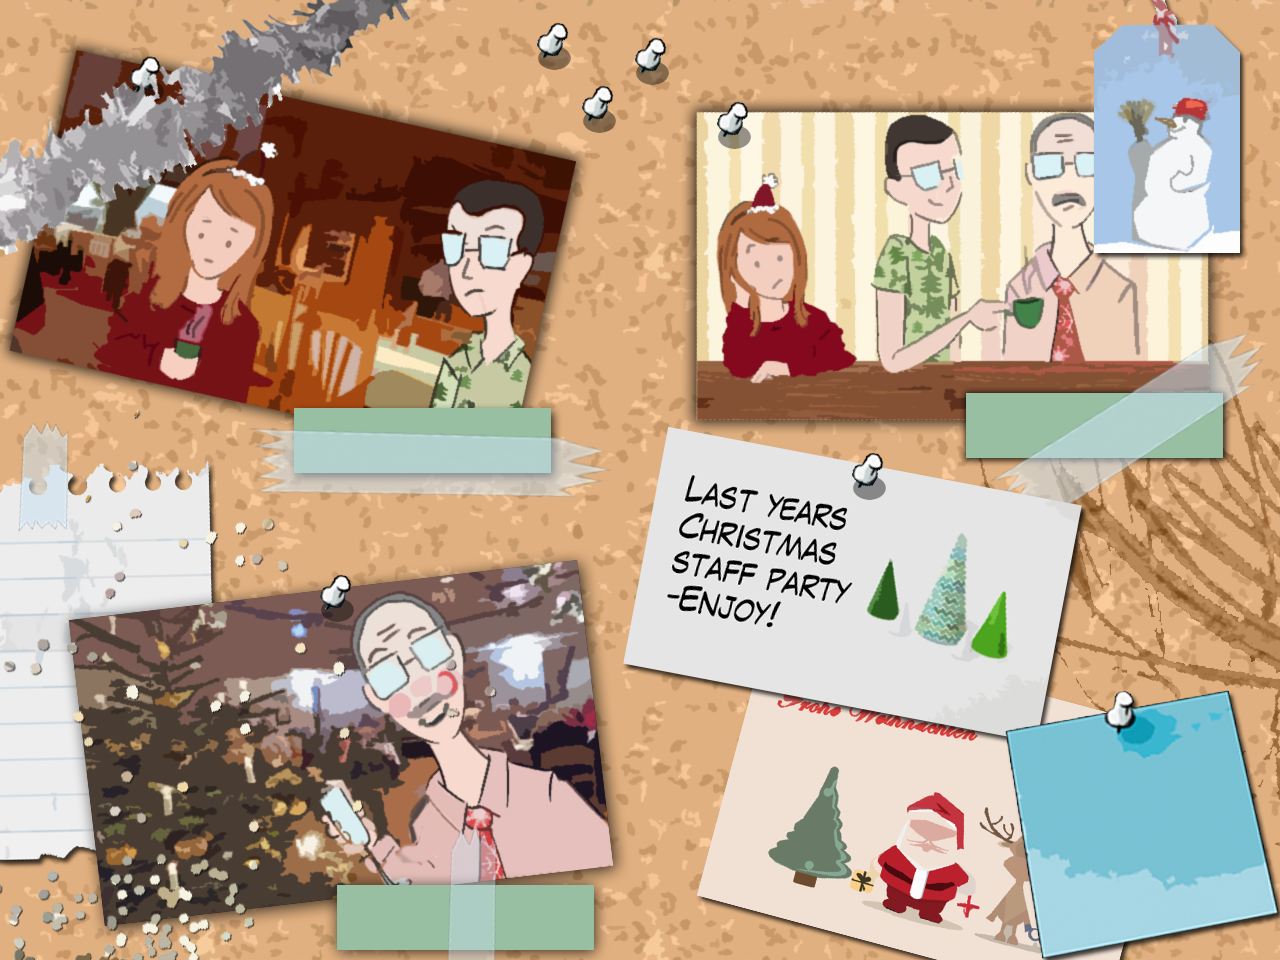 LAST YEARS
CHRISTMAS
STAFF PARTY
-ENJOY!
Frohe Weihnachten